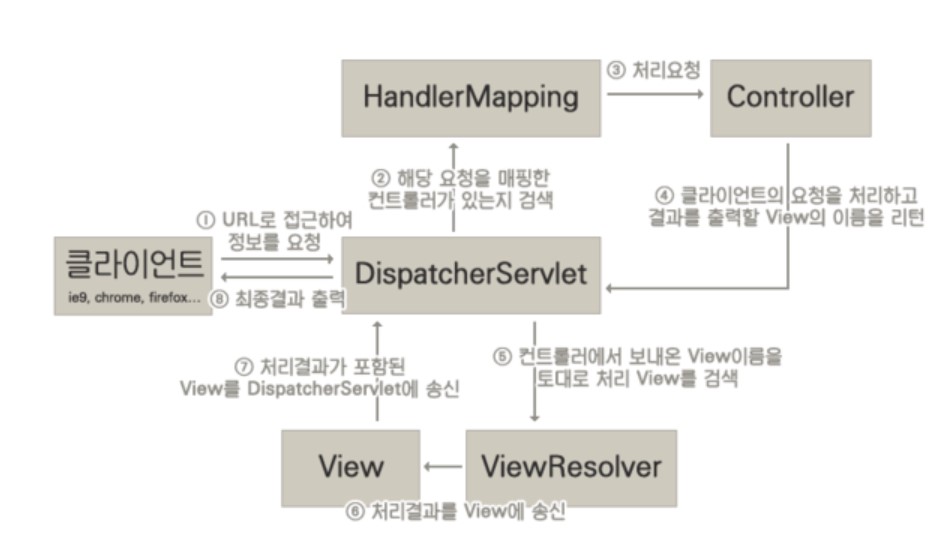 ③ 처리요청
HandlerMapping
Controller
② 해당 요청을 매핑한
컨트롤러가 있는지 검색
④ 클라이언트의 요청을 처리하고
결과를 출력할 View의 이름을 리턴
① URL로 접근하여
정보를 요청
클라이언트
ie9, chrome, firefox...
DispatcherServlet
⑧ 최종결과 출력
⑦ 처리결과가 포함된
View를 DispatcherServlet에 송신
⑤ 컨트롤러에서 보내온 View이름을
토대로 처리 View를 검색
View
ViewResolver
⑥ 처리결과를 View에 송신